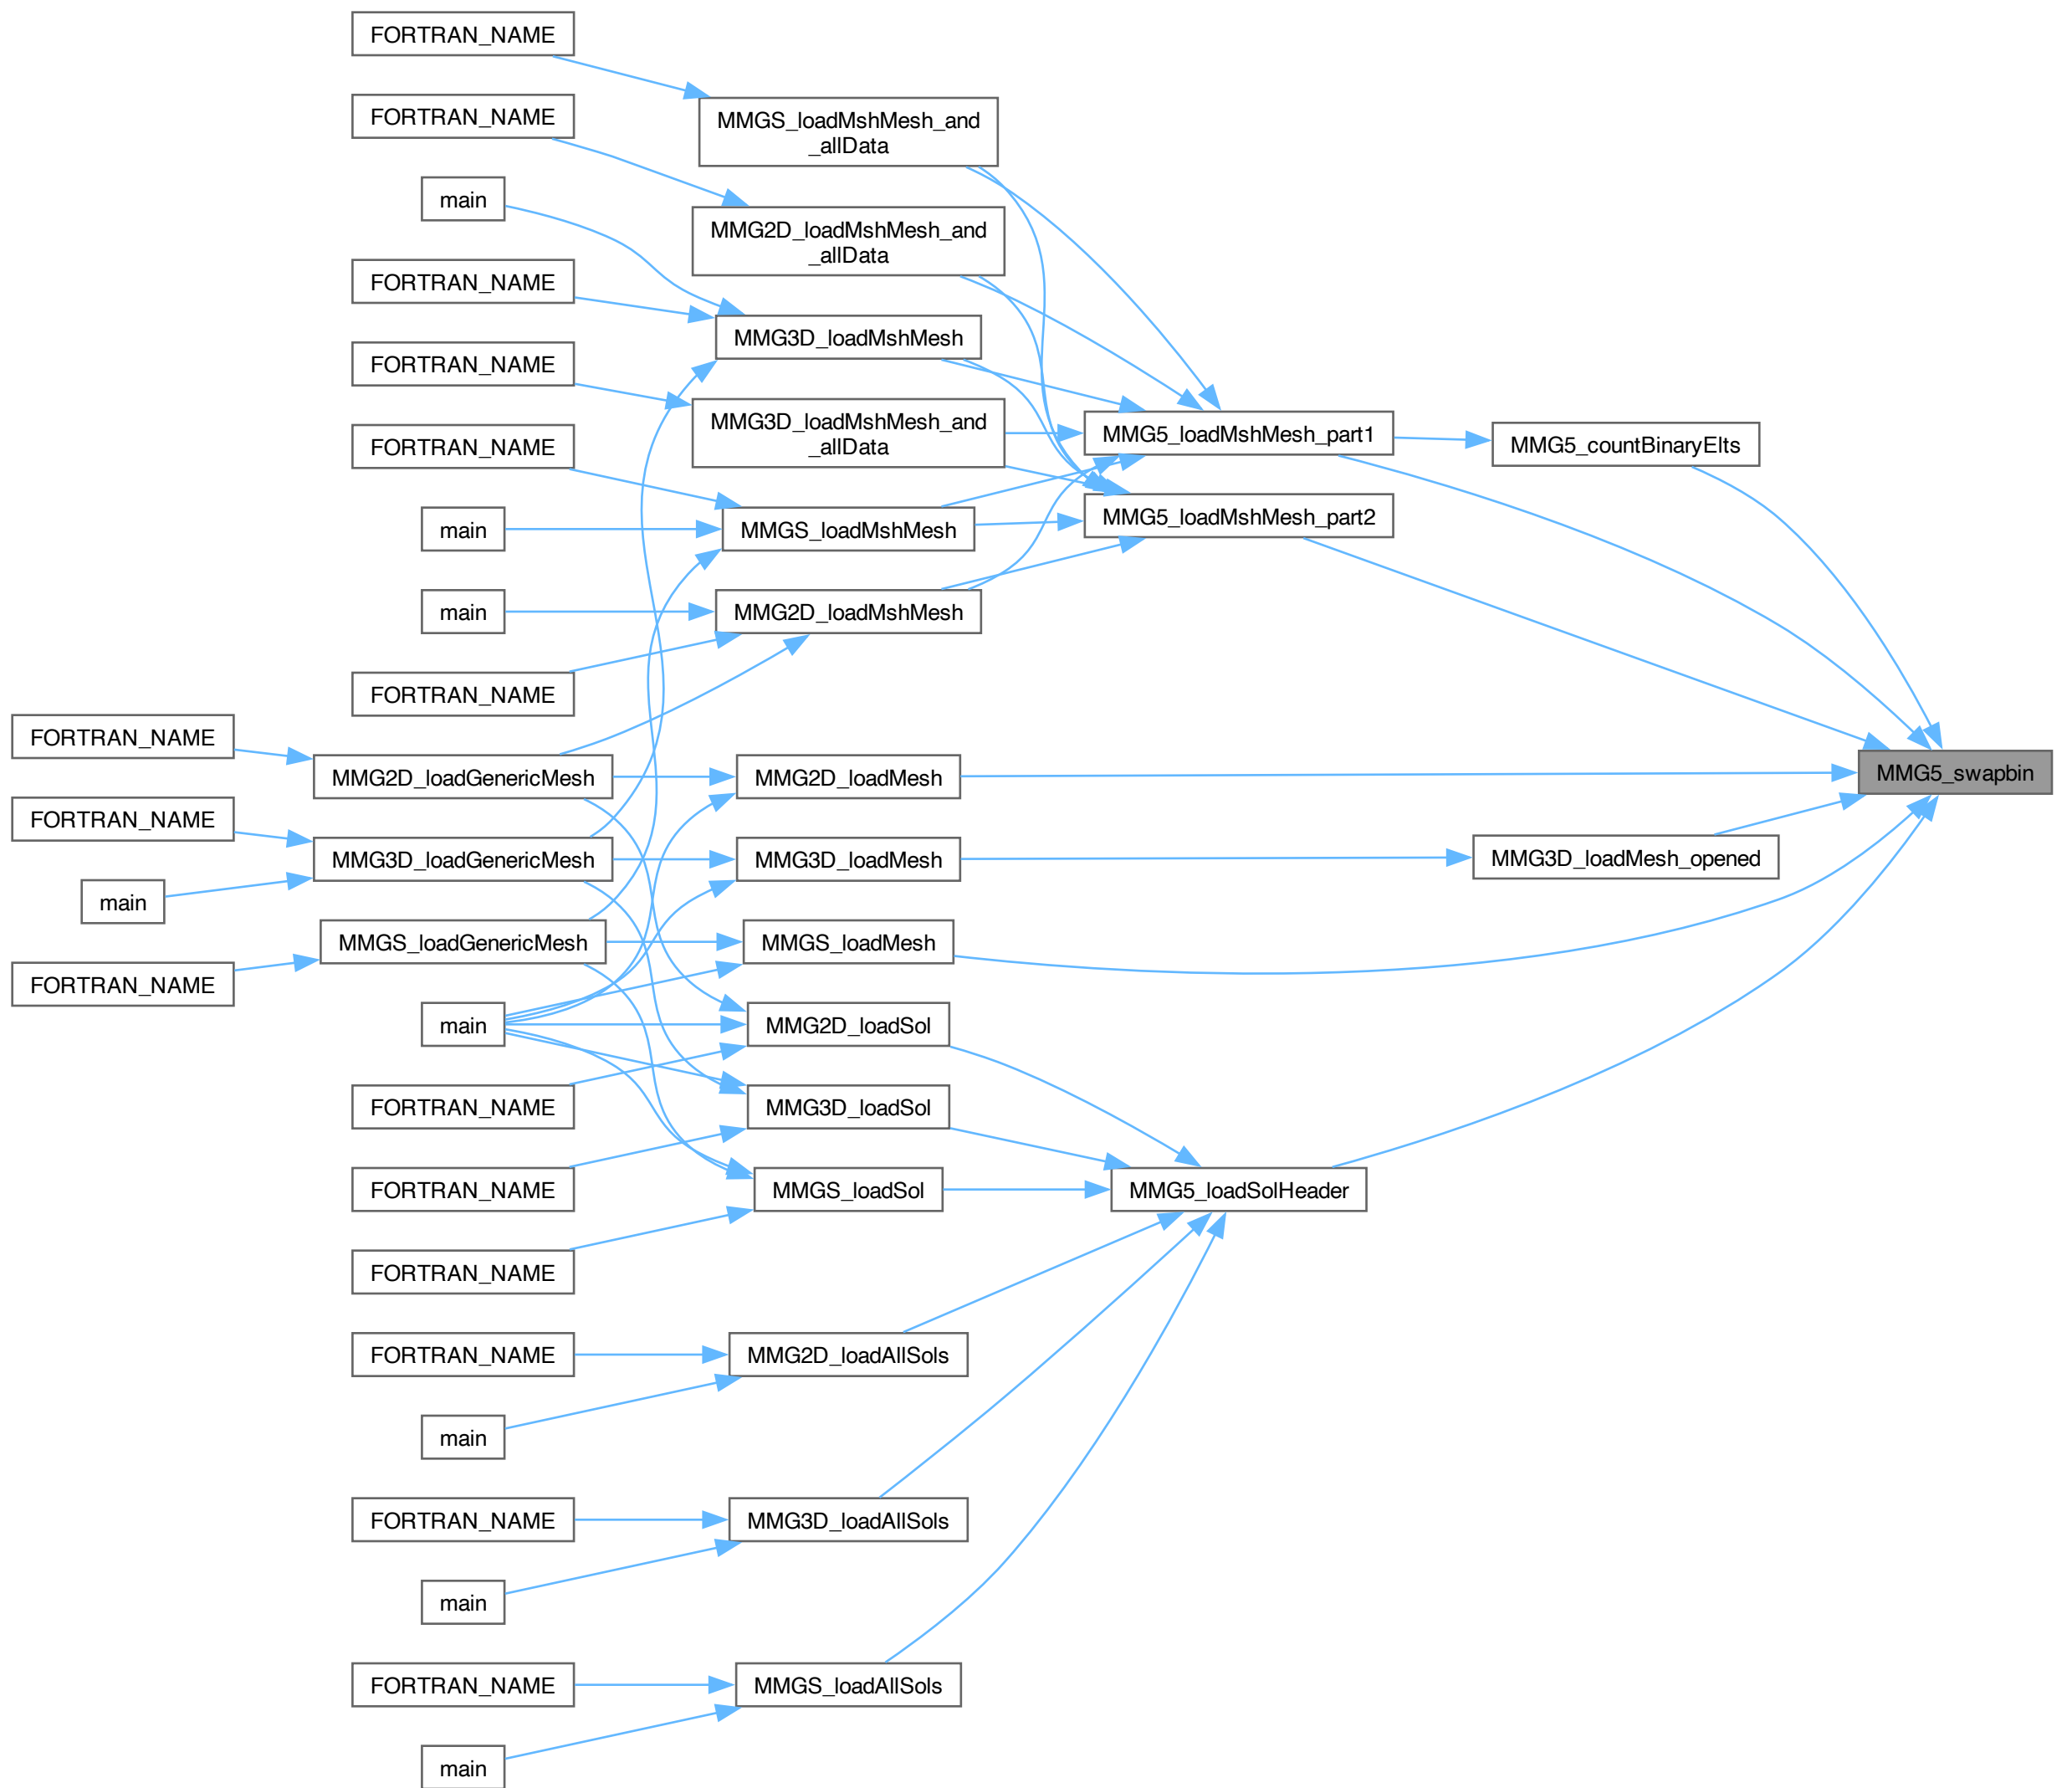 FORTRAN_NAME
FORTRAN_NAME
main
FORTRAN_NAME
FORTRAN_NAME
FORTRAN_NAME
main
main
FORTRAN_NAME
FORTRAN_NAME
FORTRAN_NAME
main
FORTRAN_NAME
MMG2D_loadGenericMesh
MMG3D_loadGenericMesh
MMGS_loadGenericMesh
main
FORTRAN_NAME
FORTRAN_NAME
FORTRAN_NAME
FORTRAN_NAME
main
FORTRAN_NAME
main
FORTRAN_NAME
main
MMGS_loadMshMesh_and
_allData
MMG2D_loadMshMesh_and
_allData
MMG3D_loadMshMesh
MMG3D_loadMshMesh_and
_allData
MMGS_loadMshMesh
MMG2D_loadMshMesh
MMG2D_loadMesh
MMG3D_loadMesh
MMGS_loadMesh
MMG2D_loadSol
MMG3D_loadSol
MMGS_loadSol
MMG2D_loadAllSols
MMG3D_loadAllSols
MMGS_loadAllSols
MMG5_loadMshMesh_part1
MMG5_loadMshMesh_part2
MMG5_loadSolHeader
MMG5_countBinaryElts
MMG3D_loadMesh_opened
MMG5_swapbin